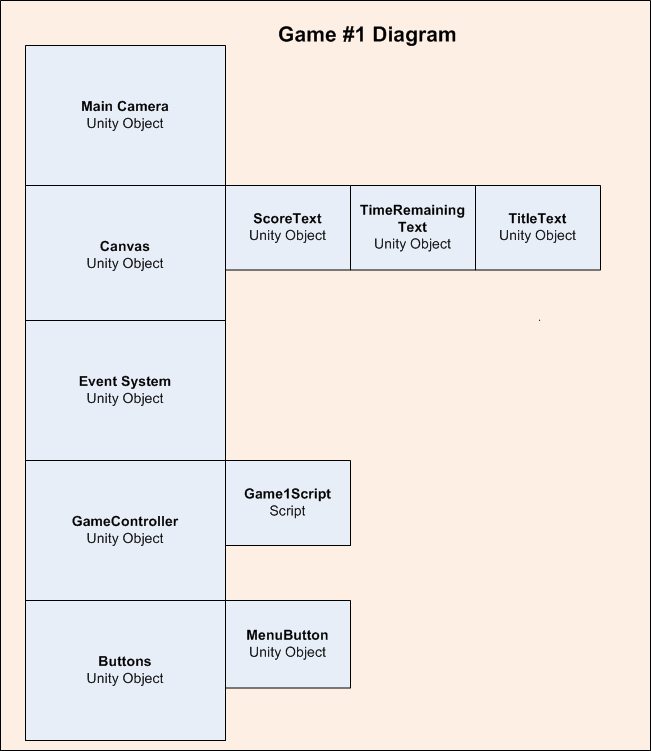 Game #1 Diagram
Main Camera
Unity Object
Canvas
Unity Object
ScoreText
Unity Object
TimeRemaining
Text
Unity Object
TitleText
Unity Object
Event System
Unity Object
GameController
Unity Object
Game1Script
Script
Buttons
Unity Object
MenuButton
Unity Object